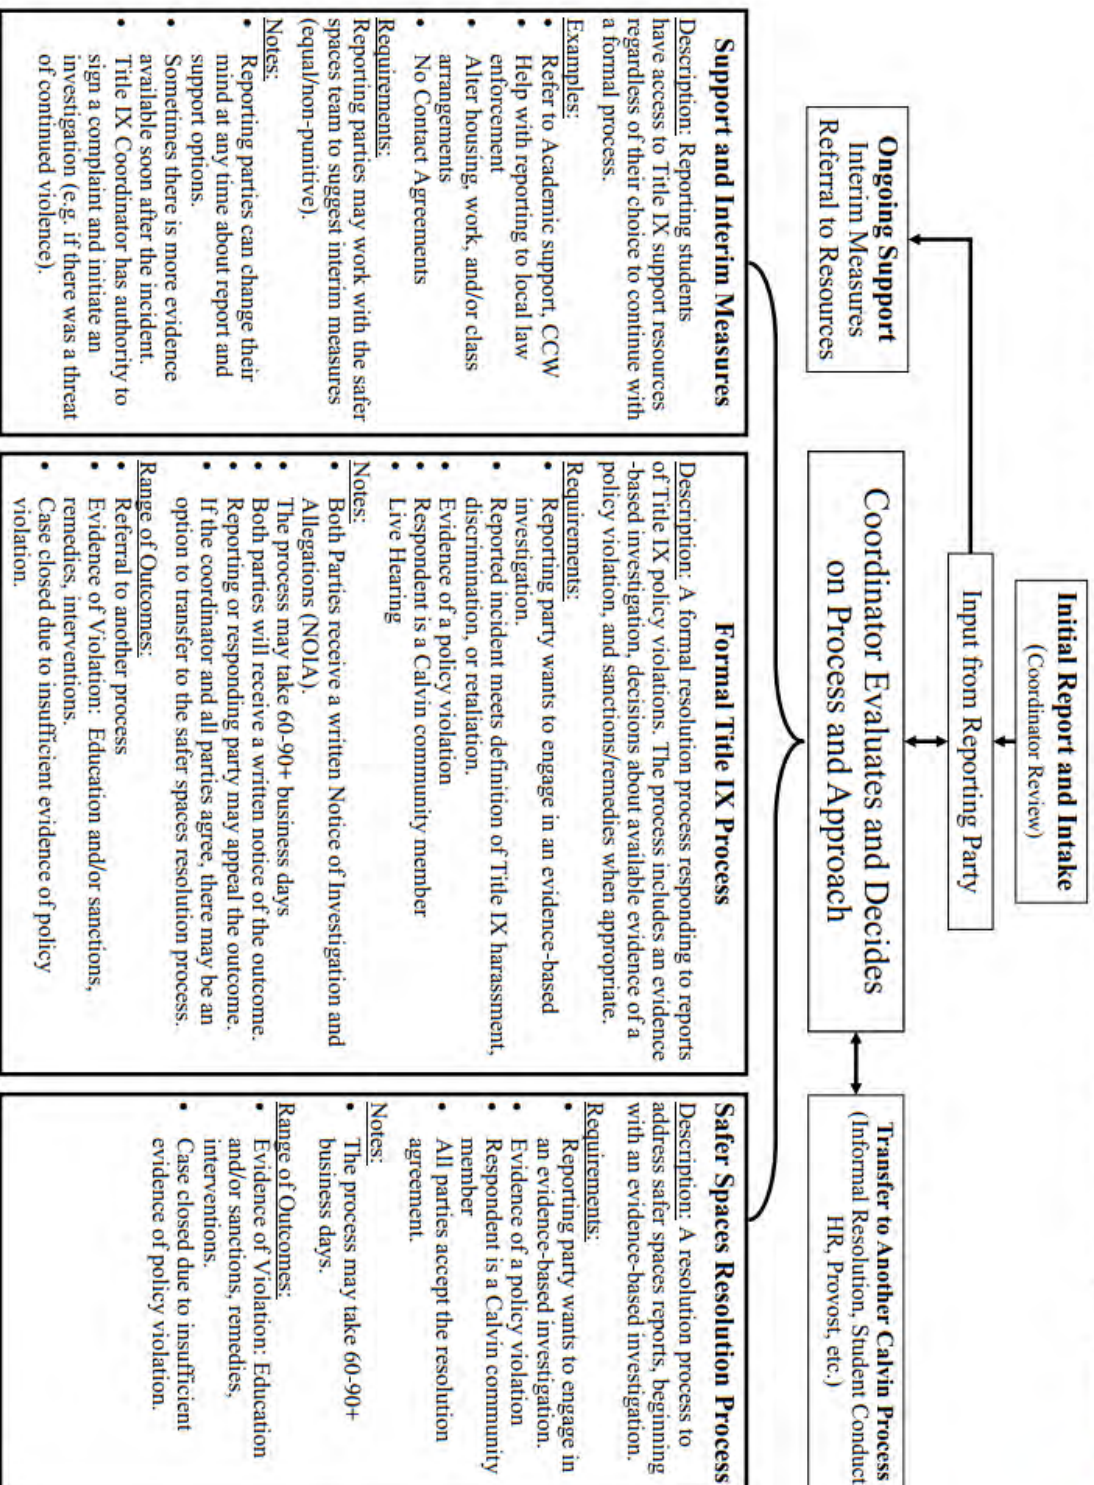 Initial Report and Intake
(Coordinator Review)
Input from Reporting Party
Ongoing Support
Interim Measures
Referral to Resources
Coordinator Evaluates and Decides
on Process and Approach
Transfer to Another Calvin Process
(Informal Resolution, Student Conduct
HR, Provost, etc.)
Support and Interim Measures
Description: Reporting students
have access to Title IX support resources
regardless of their choice to continue with
a formal process.
Examples:
• Refer to Academic support, CCW
• Help with reporting to local law
enforcement
• Alter housing, work, and/or class
arrangements
• No Contact Agreements
Requirements:
Reporting parties may work with the safer
spaces team to suggest interim measures
(equal/non-punitive).
Notes:
• Reporting parties can change their
mind at any time about report and
support options.
• Sometimes there is more evidence
available soon after the incident.
• Title IX Coordinator has authority to
sign a complaint and initiate an
investigation (e.g. if there was a threat
of continued violence).
Formal Title IX Process
Description: A formal resolution process responding to reports
of Title IX policy violations. The process includes an evidence
-based investigation, decisions about available evidence of a
policy violation, and sanctions/remedies when appropriate.
Requirements:
• Reporting party wants to engage in an evidence-based
investigation.
• Reported incident meets definition of Title IX harassment,
discrimination, or retaliation.
• Evidence of a policy violation
• Respondent is a Calvin community member
• Live Hearing
Notes:
• Both Parties receive a written Notice of Investigation and
Allegations (NOIA).
• The process may take 60-90+ business days
• Both parties will receive a written notice of the outcome.
• Reporting or responding party may appeal the outcome.
• If the coordinator and all parties agree, there may be an
option to transfer to the safer spaces resolution process.
Range of Outcomes:
• Referral to another process
• Evidence of Violation: Education and/or sanctions,
remedies, interventions.
• Case closed due to insufficient evidence of policy
violation.
Safer Spaces Resolution Process
Description: A resolution process to
address safer spaces reports, beginning
with an evidence-based investigation.
Requirements:
• Reporting party wants to engage in
an evidence-based investigation.
• Evidence of a policy violation
• Respondent is a Calvin community
member
• All parties accept the resolution
agreement.
Notes:
• The process may take 60-90+
business days.
Range of Outcomes:
• Evidence of Violation: Education
and/or sanctions, remedies,
interventions.
• Case closed due to insufficient
evidence of policy violation.